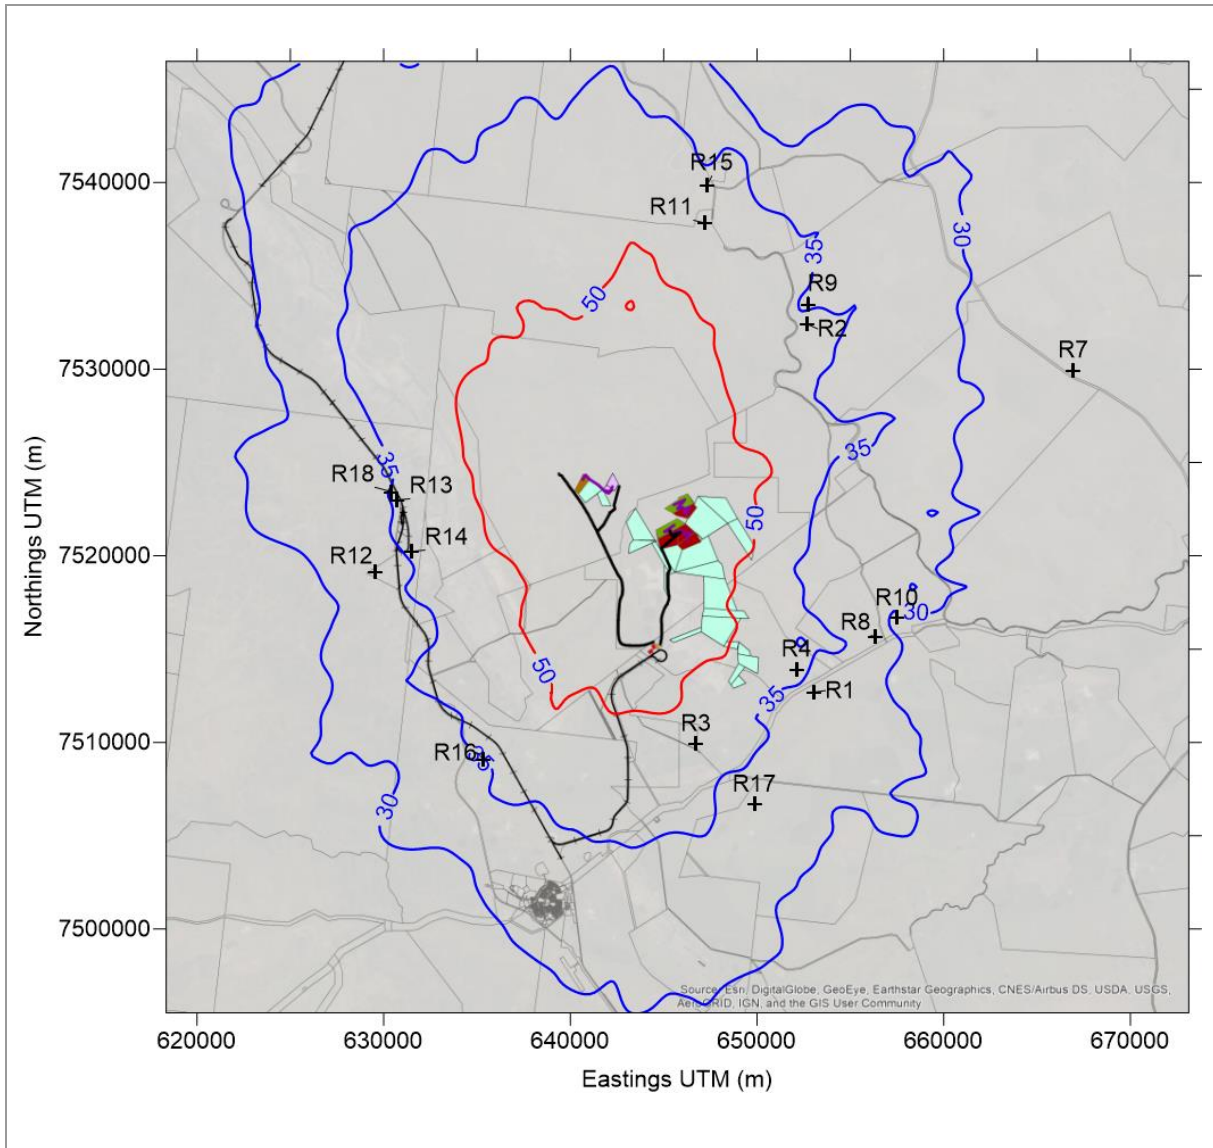 R15
7540000
R11
30
35
50
R9
R2
R7
7530000
35
35
R18
R13
50
7520000
R14
R12
R10
30
R8
50
R4
35
R1
R3
7510000
R16
35
R17
30
7500000
Source: Esri, DigitalGlobe, GeoEye, Earthstar Geographics, CNES/Airbus DS, USDA, USGS,
AeroGRID, IGN, and the GIS User Community
620000 630000 640000 650000 660000 670000
Eastings UTM (m)
Northings UTM (m)